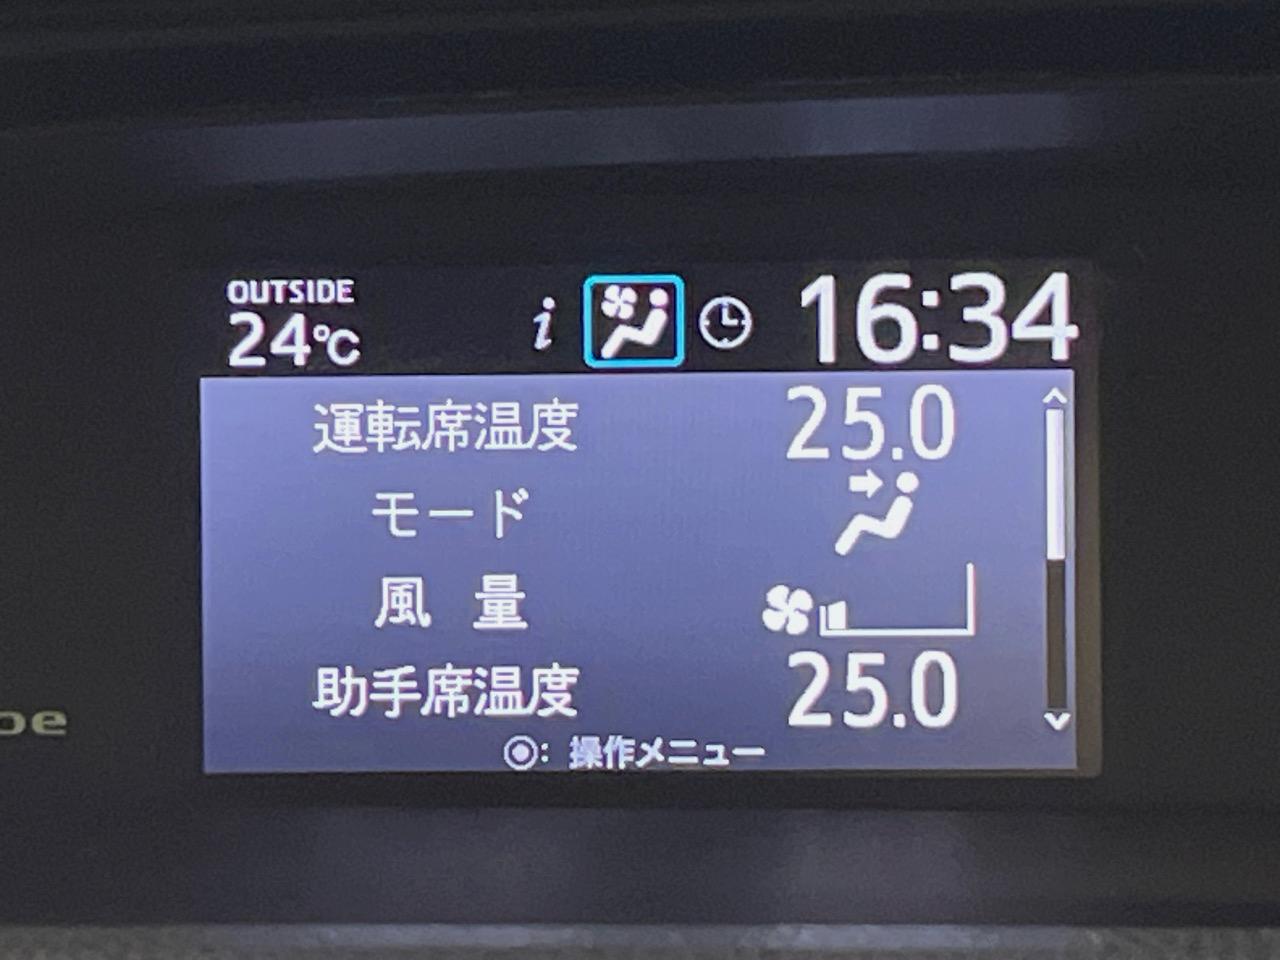 OUTSIDE
24℃
i
16:34
運転席温度 25.0
モード
風 量
助手席温度 25.0
◉: 操作メニュー